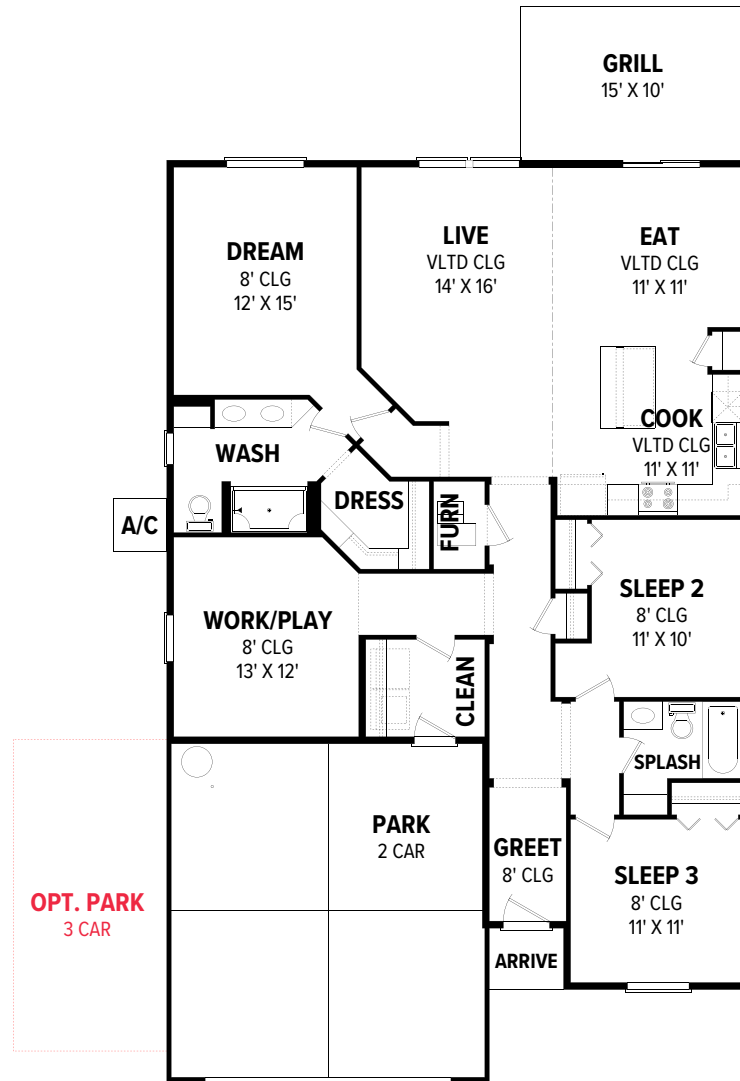 GRILL
15' X 10'
DREAM
8' CLG
12' X 15'
LIVE
VLTD CLG
14' X 16'
EAT
VLTD CLG
11' X 11'
COOK
VLTD CLG
11' X 11'
WASH
DRESS
FURN
A/C
WORK/PLAY
8' CLG
13' X 12'
SLEEP 2
8' CLG
11' X 10'
CLEAN
SPLASH
PARK
2 CAR
GREET
8' CLG
SLEEP 3
8' CLG
11' X 11'
OPT. PARK
3 CAR
ARRIVE